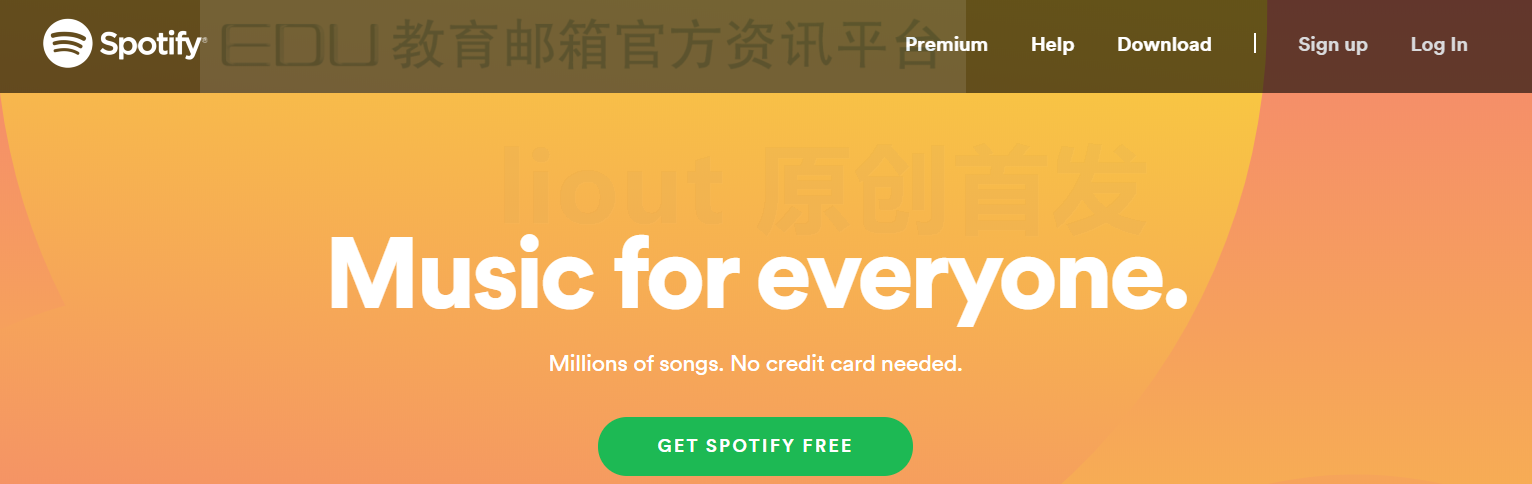 Spotify®
EDU教育邮箱官方资讯平台
Premium Help Download | Sign up Log In
liout 原创首发
Music for everyone.
Millions of songs. No credit card needed.
GET SPOTIFY FREE